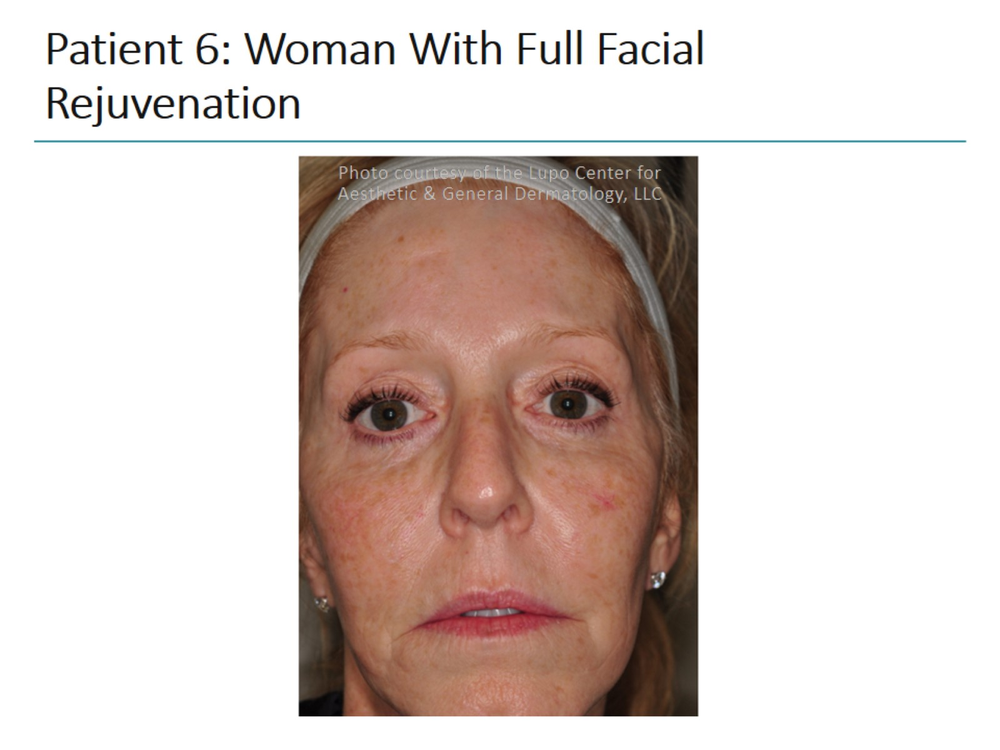 Patient 6: Woman With Full Facial
Rejuvenation
Photo courtesy of the Lupo Center for
Aesthetic & General Dermatology, LLC